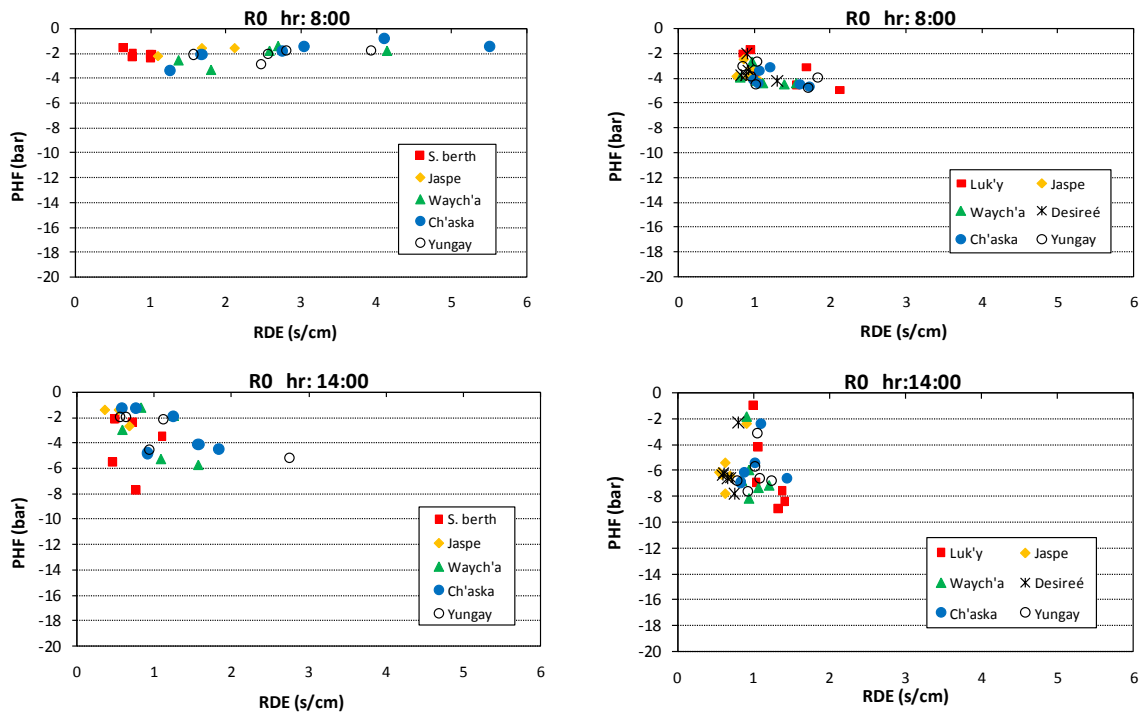 R0 hr: 8:00
0
-2
-4
-6
-8
-10
-12
-14
-16
-18
-20
PHF (bar)
S. berth
Jaspe
Waych'a
Ch'aska
Yungay
0 1 2 3 4 5 6
RDE (s/cm)
R0 hr: 8:00
0
-2
-4
-6
-8
-10
-12
-14
-16
-18
-20
PHF (bar)
Luk'y Jaspe
Waych'a Desireé
Ch'aska Yungay
0 1 2 3 4 5 6
RDE (s/cm)
R0 hr: 14:00
0
-2
-4
-6
-8
-10
-12
-14
-16
-18
-20
PHF (bar)
S. berth
Jaspe
Waych'a
Ch'aska
Yungay
0 1 2 3 4 5 6
RDE (s/cm)
R0 hr:14:00
0
-2
-4
-6
-8
-10
-12
-14
-16
-18
-20
PHF (bar)
Luk'y Jaspe
Waych'a Desireé
Ch'aska Yungay
0 1 2 3 4 5 6
RDE (s/cm)